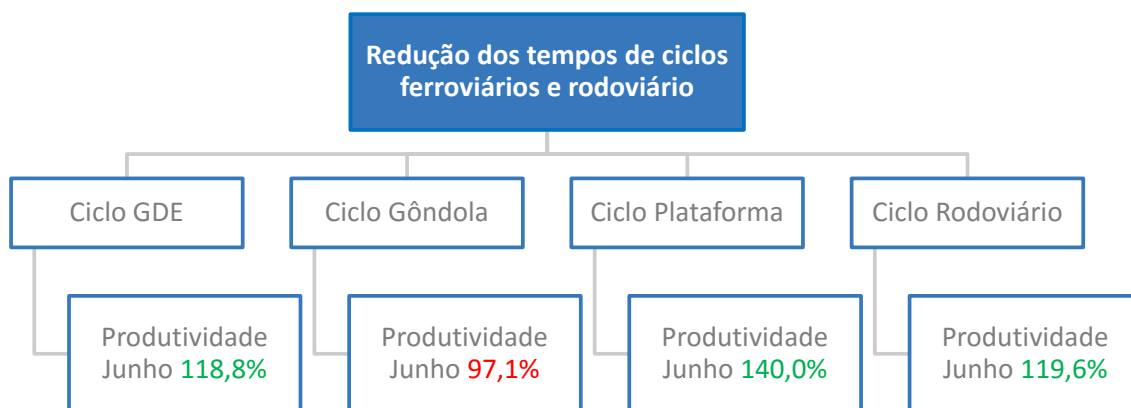 Redução dos tempos de ciclos
ferroviários e rodoviário
Ciclo GDE
Ciclo Gôndola
Ciclo Plataforma
Ciclo Rodoviário
Produtividade
Junho 118,8%
Produtividade
Junho 97,1%
Produtividade
Junho 140,0%
Produtividade
Junho 119,6%